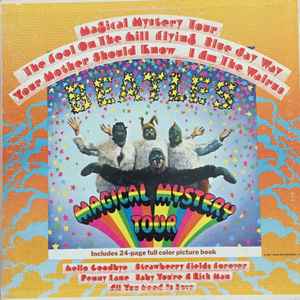 Magical Mystery Tour
The Fool On The Hill Flying Blue Jay Way
Your Mother Should Know I Am The Walrus
BEATLES
MAGICAL MYSTERY
TOUR
Includes 24-page full color picture book
Hello Goodbye Strawberry Fields Forever
Penny Lane Baby You're A Rich Man
All You Need Is Love